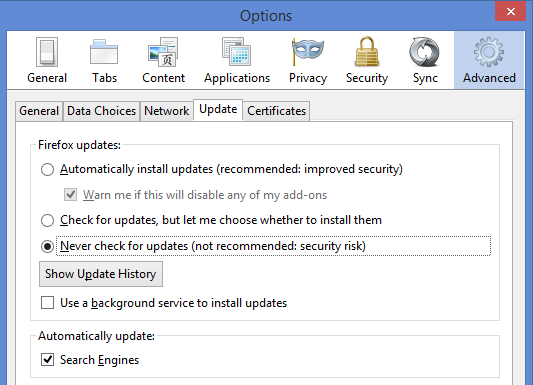 Options
General Tabs Content Applications Privacy Security Sync Advanced
General Data Choices Network Update Certificates
Firefox updates:
Automatically install updates (recommended: improved security)
Warn me if this will disable any of my add-ons
Check for updates, but let me choose whether to install them
Never check for updates (not recommended: security risk)
Show Update History
Use a background service to install updates
Automatically update:
Search Engines